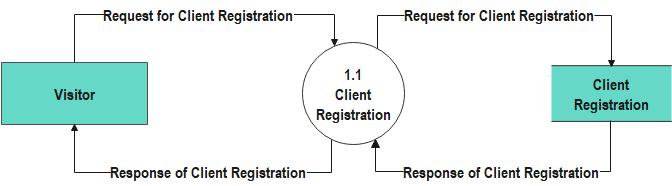 Request for Client Registration
Request for Client Registration
Visitor
1.1
Client
Registration
Client
Registration
Response of Client Registration
Response of Client Registration